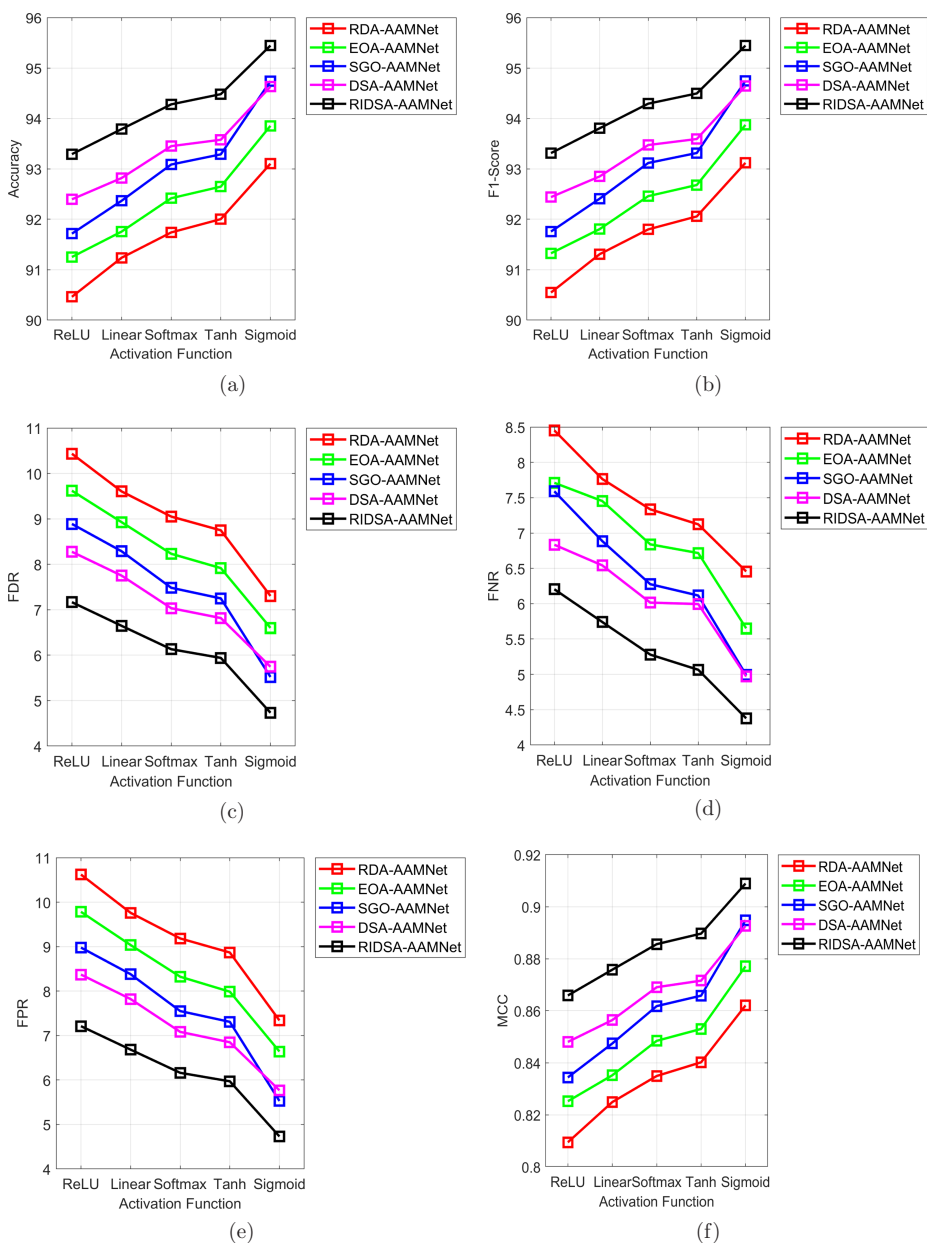 96
95
94
93
92
91
90
Accuracy
ReLU Linear Softmax Tanh Sigmoid
Activation Function
RDA-AAMNet
EOA-AAMNet
SGO-AAMNet
DSA-AAMNet
RIDSA-AAMNet
(a)
96
95
94
93
92
91
90
F1-Score
ReLU Linear Softmax Tanh Sigmoid
Activation Function
RDA-AAMNet
EOA-AAMNet
SGO-AAMNet
DSA-AAMNet
RIDSA-AAMNet
(b)
11
10
9
8
7
6
5
4
FDR
ReLU Linear Softmax Tanh Sigmoid
Activation Function
RDA-AAMNet
EOA-AAMNet
SGO-AAMNet
DSA-AAMNet
RIDSA-AAMNet
(c)
8.5
8
7.5
7
6.5
6
5.5
5
4.5
4
FNR
ReLU Linear Softmax Tanh Sigmoid
Activation Function
RDA-AAMNet
EOA-AAMNet
SGO-AAMNet
DSA-AAMNet
RIDSA-AAMNet
(d)
11
10
9
8
7
6
5
4
FPR
ReLU Linear Softmax Tanh Sigmoid
Activation Function
RDA-AAMNet
EOA-AAMNet
SGO-AAMNet
DSA-AAMNet
RIDSA-AAMNet
(e)
0.92
0.9
0.88
0.86
0.84
0.82
0.8
MCC
ReLU Linear Softmax Tanh Sigmoid
Activation Function
RDA-AAMNet
EOA-AAMNet
SGO-AAMNet
DSA-AAMNet
RIDSA-AAMNet
(f)